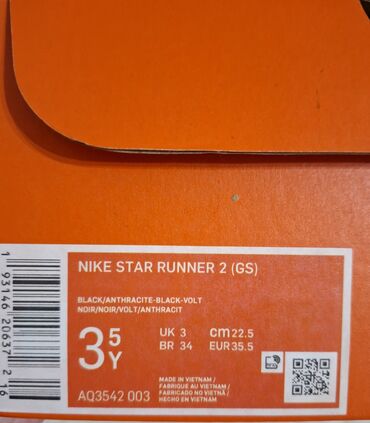 NIKE STAR RUNNER 2 (GS)
BLACK/ANTHRACITE-BLACK-VOLT
NOIR/NOIR/VOLT/ANTHRACIT
3.5Y
UK 3 cm 22.5
BR 34 EUR 35.5
AQ3542 003
MADE IN VIETNAM /
FABRIQUE AU VIETNAM /
FABRICADO NO VIETNÃ /
HECHO EN VIETNAM
1 93146 20637 2 16